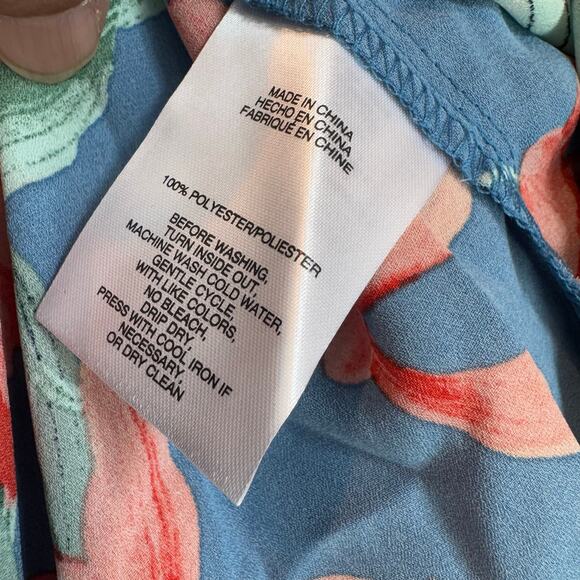 MADE IN CHINA
HECHO EN CHINA
FABRIQUE EN CHINE
100% POLYESTER/POLIESTER
BEFORE WASHING,
TURN INSIDE OUT,
MACHINE WASH COLD WATER,
GENTLE CYCLE,
WITH LIKE COLORS,
NO BLEACH,
DRIP DRY,
PRESS WITH COOL IRON IF
NECESSARY,
OR DRY CLEAN